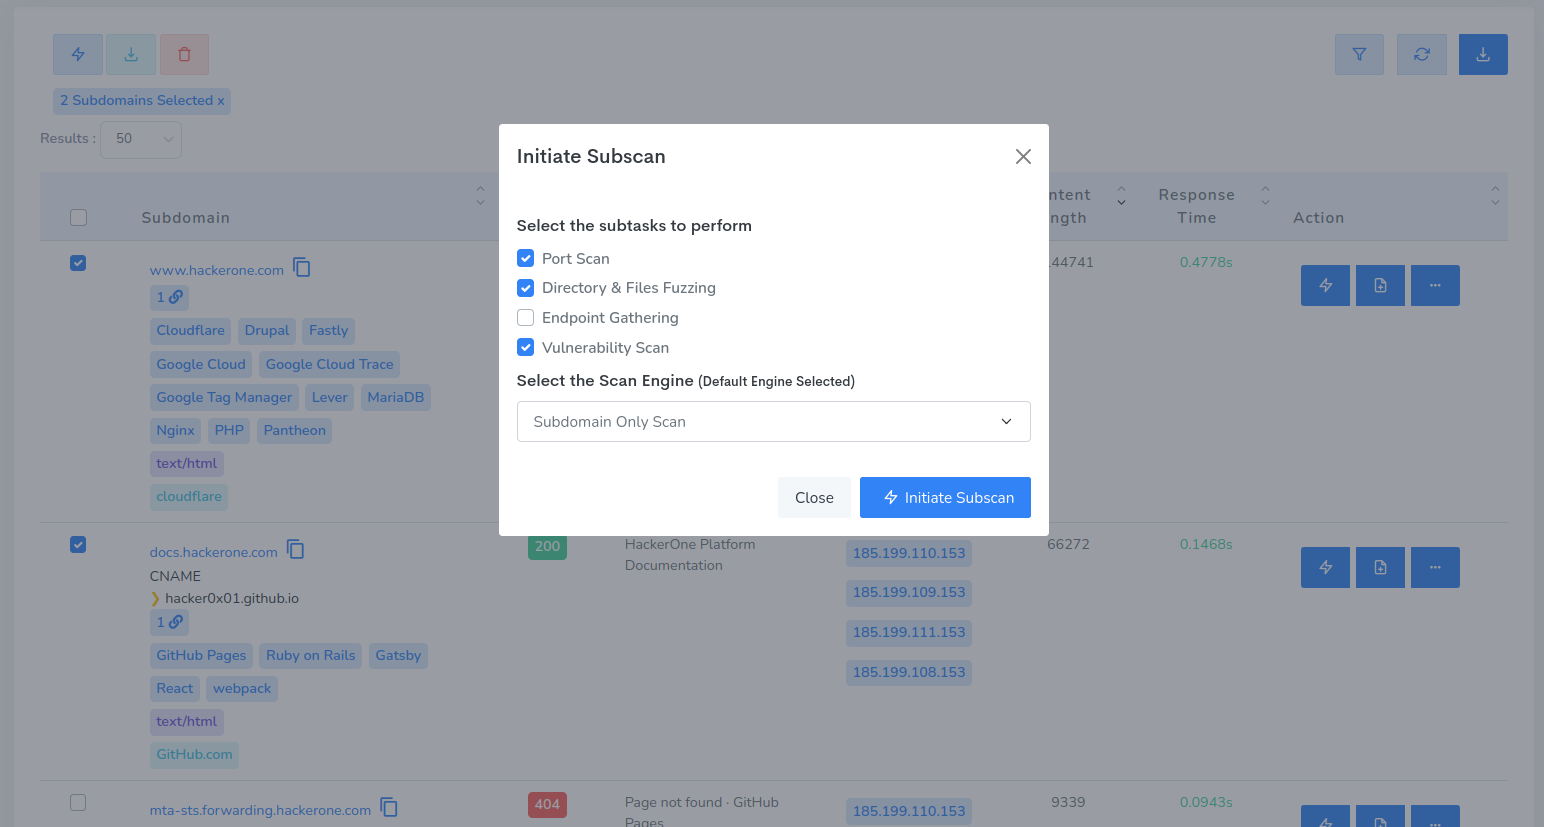 2 Subdomains Selected x
Results : 50
Subdomain
ntent
ngth
Response
Time
Action
www.hackerone.com
1
Cloudflare Drupal Fastly
Google Cloud Google Cloud Trace
Google Tag Manager Lever MariaDB
Nginx PHP Pantheon
text/html
cloudflare
44741
0.4778s
Initiate Subscan
Select the subtasks to perform
Port Scan
Directory & Files Fuzzing
Endpoint Gathering
Vulnerability Scan
Select the Scan Engine (Default Engine Selected)
Subdomain Only Scan
Close
Initiate Subscan
docs.hackerone.com
CNAME
❯ hacker0x01.github.io
1
GitHub Pages Ruby on Rails Gatsby
React webpack
text/html
GitHub.com
200
HackerOne Platform
Documentation
185.199.110.153
185.199.109.153
185.199.111.153
185.199.108.153
66272
0.1468s
mta-sts.forwarding.hackerone.com
404
Page not found · GitHub
Pages
185.199.110.153
9339
0.0943s